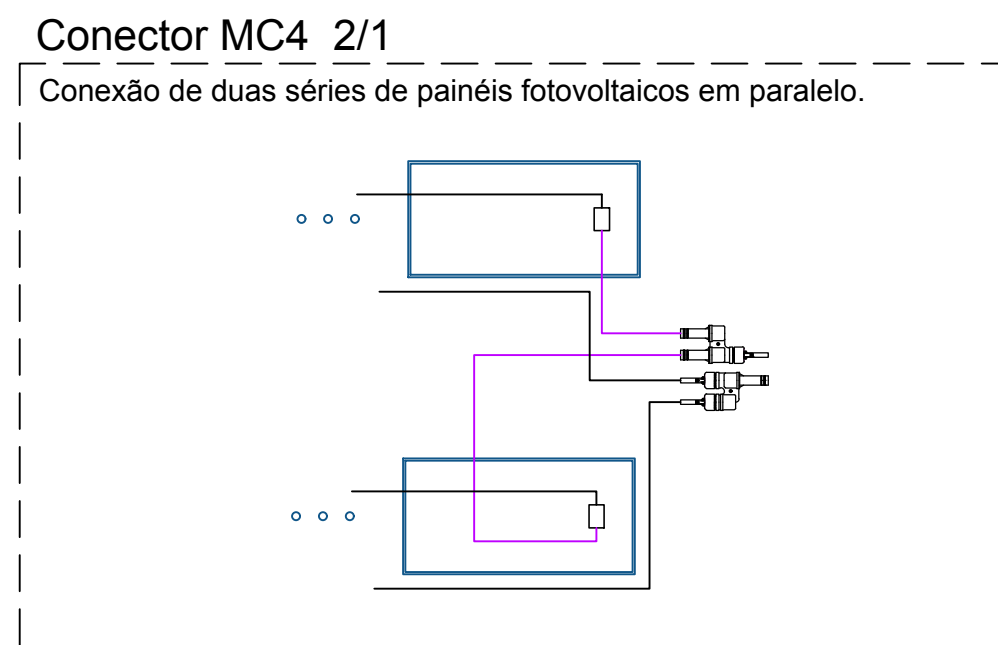 Conector MC4 2/1
Conexão de duas séries de painéis fotovoltaicos em paralelo.